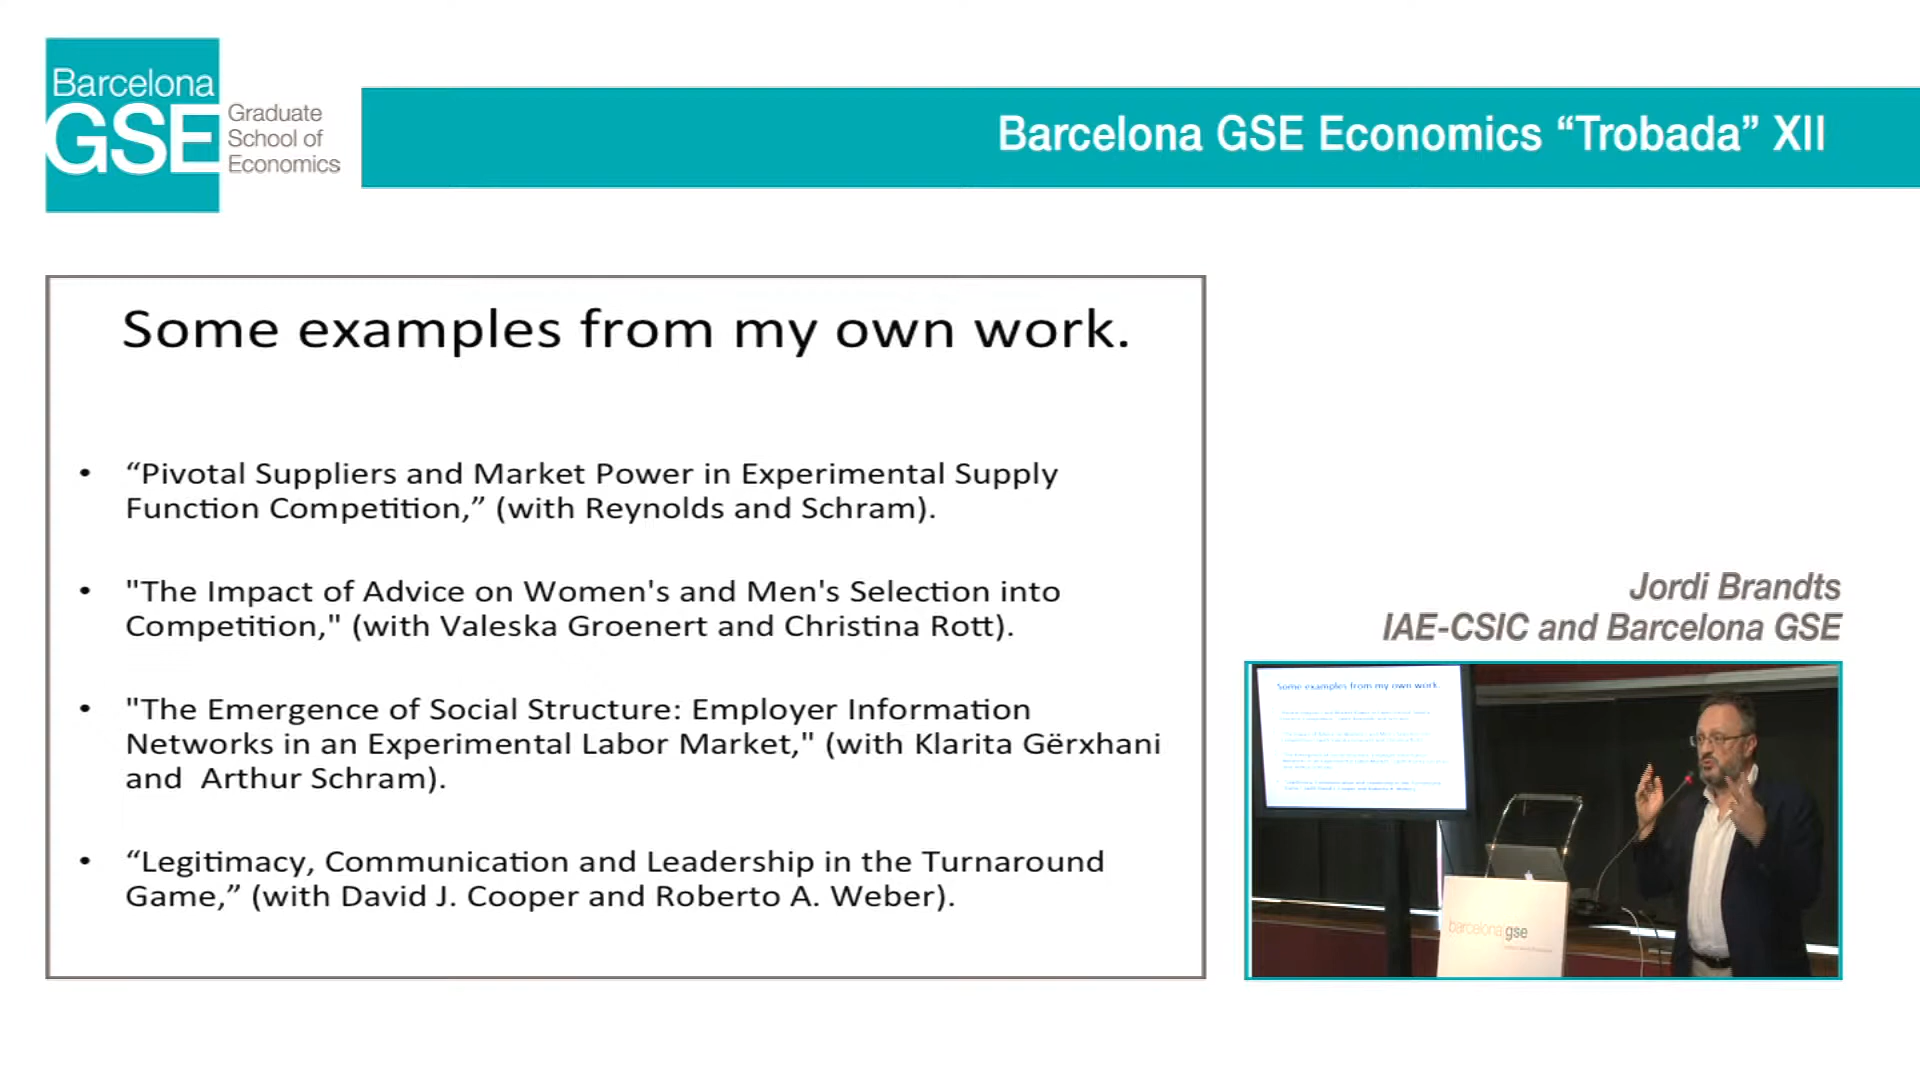 Barcelona
GSE
Graduate
School of
Economics
Barcelona GSE Economics “Trobada” XII
Some examples from my own work.
• “Pivotal Suppliers and Market Power in Experimental Supply
Function Competition,” (with Reynolds and Schram).
• "The Impact of Advice on Women's and Men's Selection into
Competition," (with Valeska Groenert and Christina Rott).
• "The Emergence of Social Structure: Employer Information
Networks in an Experimental Labor Market," (with Klarita Gërxhani
and Arthur Schram).
• “Legitimacy, Communication and Leadership in the Turnaround
Game,” (with David J. Cooper and Roberto A. Weber).
Jordi Brandts
IAE-CSIC and Barcelona GSE
Some examples from my own work.
barcelona gse